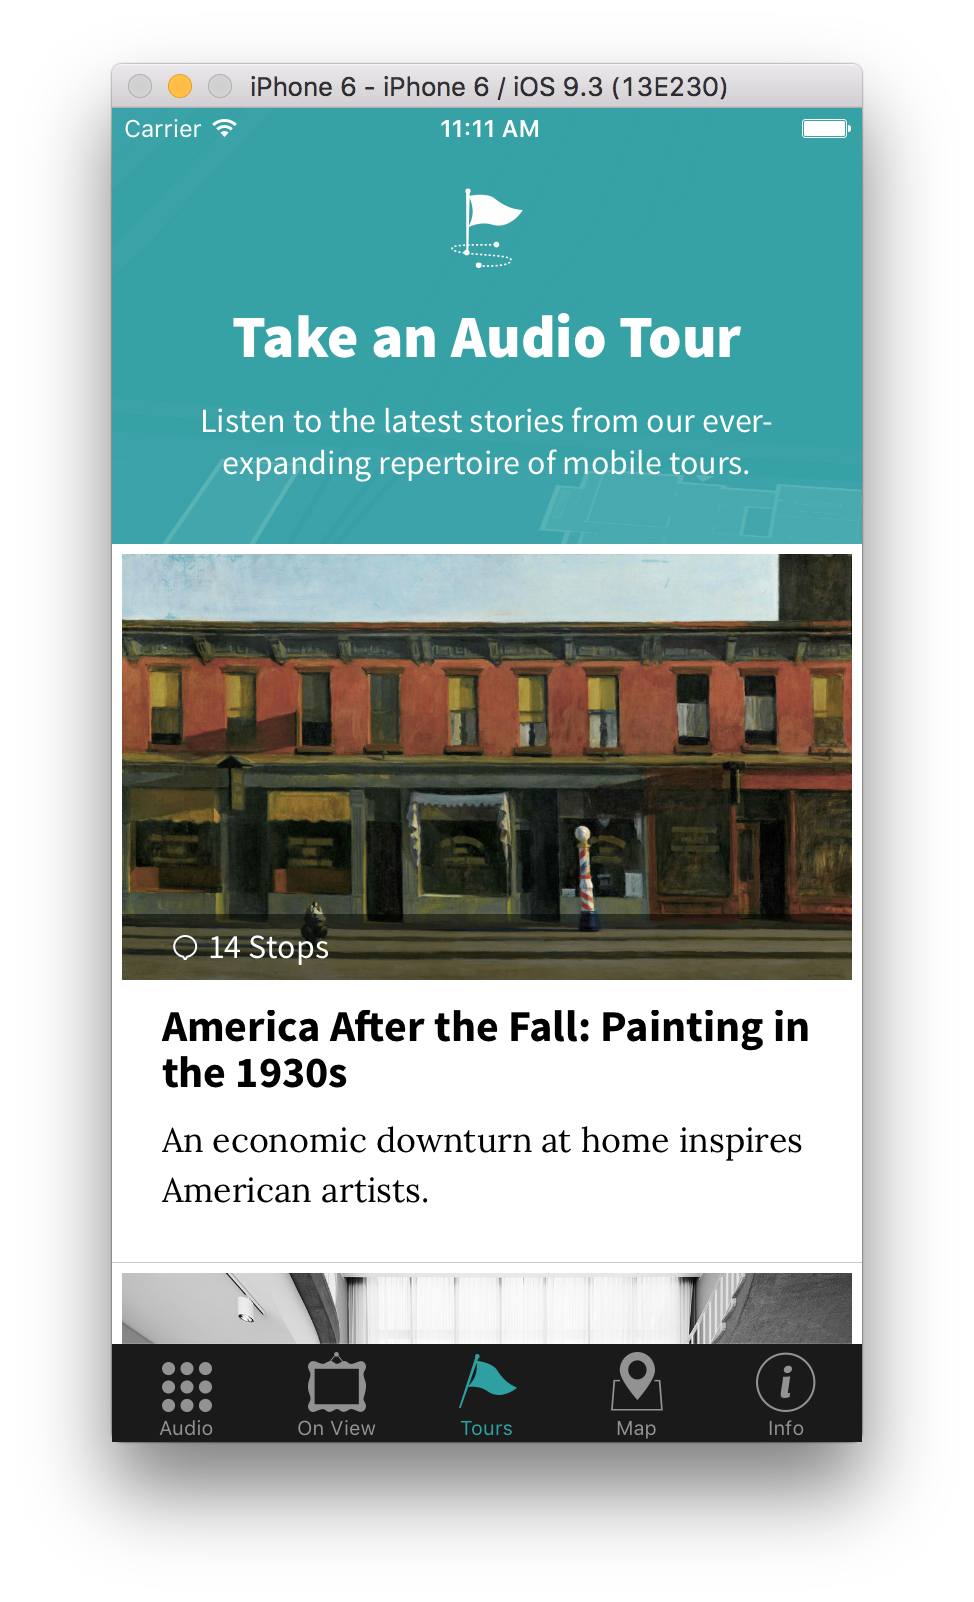 iPhone 6 - iPhone 6 / iOS 9.3 (13E230)
Carrier 11:11 AM
Take an Audio Tour
Listen to the latest stories from our ever-
expanding repertoire of mobile tours.
14 Stops
America After the Fall: Painting in
the 1930s
An economic downturn at home inspires
American artists.
Audio On View Tours Map Info